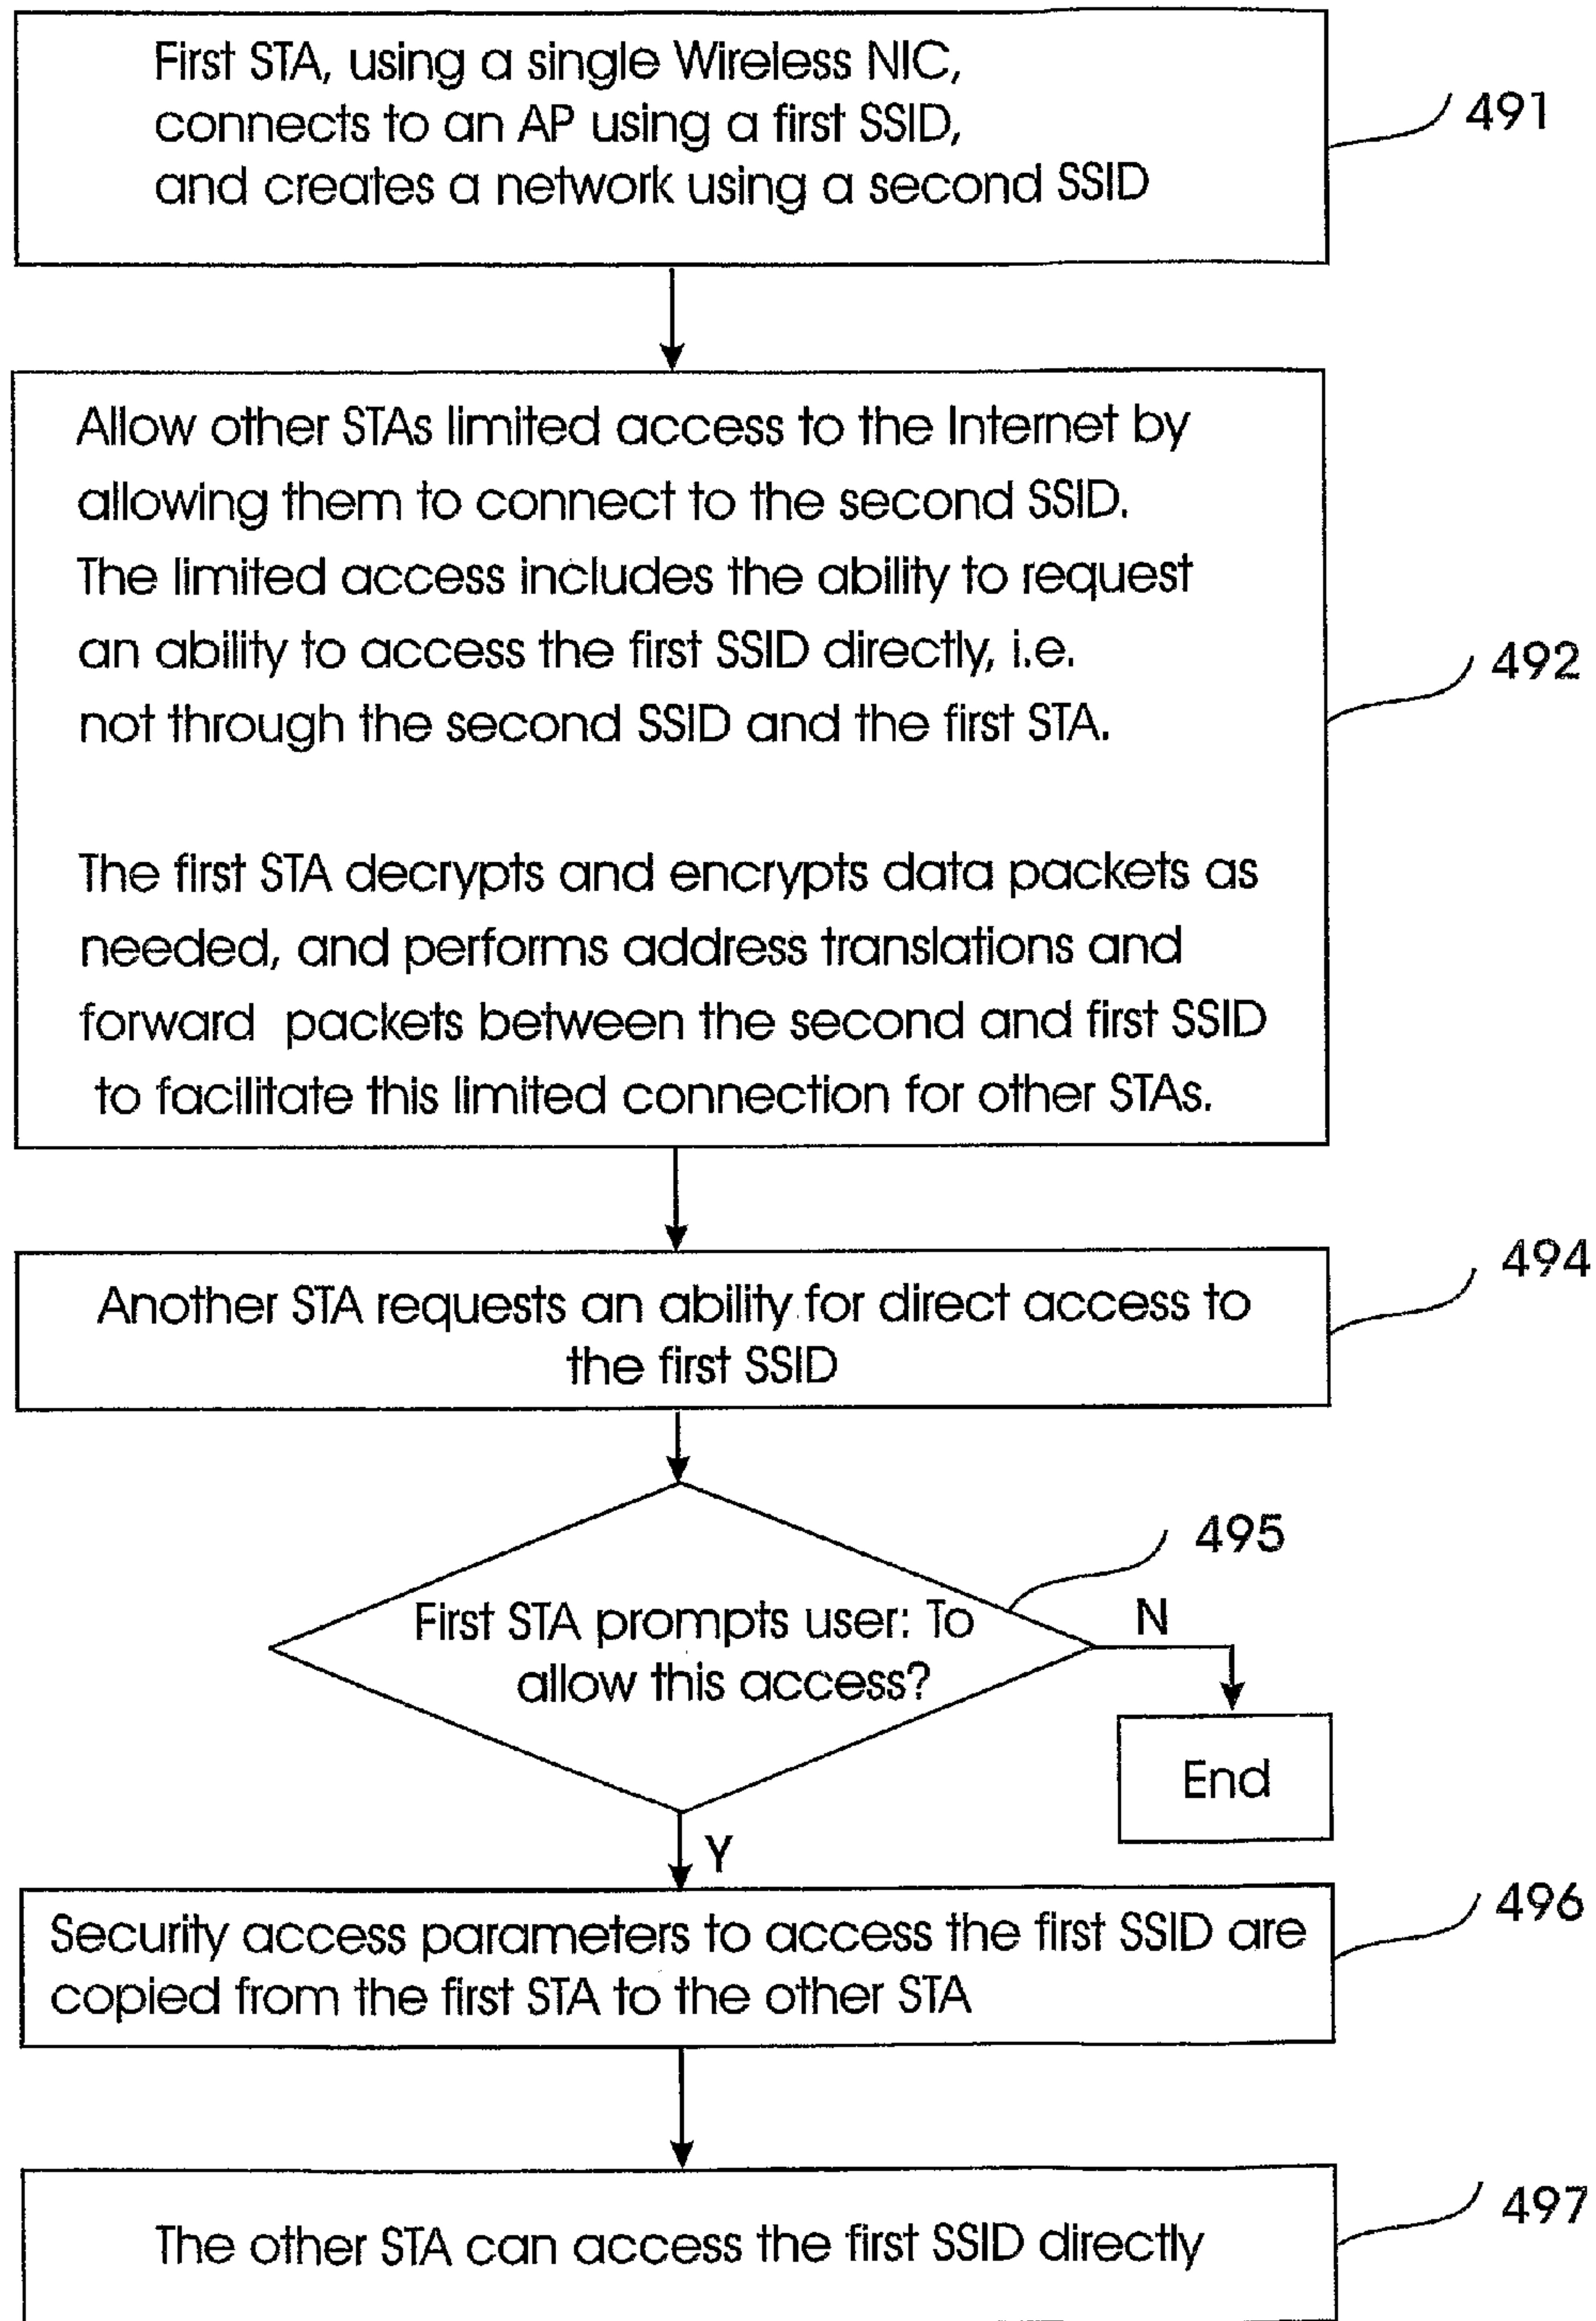 First STA, using a single Wireless NIC,
connects to an AP using a first SSID,
and creates a network using a second SSID
491
Allow other STAs limited access to the Internet by
allowing them to connect to the second SSID.
The limited access includes the ability to request
an ability to access the first SSID directly, i.e.
not through the second SSID and the first STA.
492
The first STA decrypts and encrypts data packets as
needed, and performs address translations and
forward packets between the second and first SSID
to facilitate this limited connection for other STAs.
Another STA requests an ability for direct access to
the first SSID
494
495
First STA prompts user: To
allow this access?
N
End
Y
Security access parameters to access the first SSID are
copied from the first STA to the other STA
496
The other STA can access the first SSID directly
497